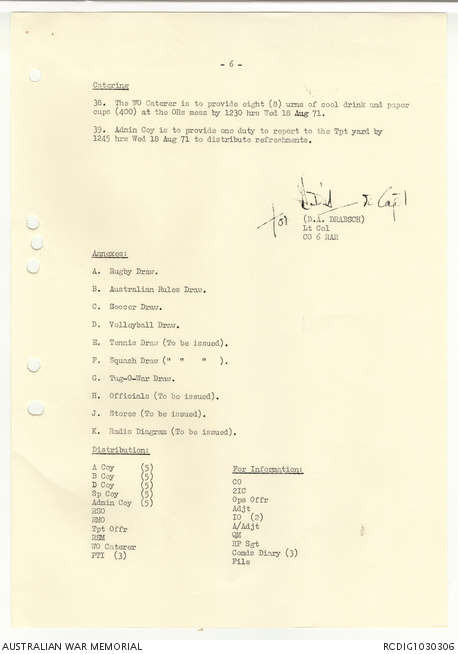 - 6 -
Catering
38. The WO Caterer is to provide eight (8) urns of cool drink and paper
cups (400) at the ORs mess by 1230 hrs Wed 18 Aug 71.
39. Admin Coy is to provide one duty to report to the Tpt yard by
1245 hrs Wed 18 Aug 71 to distribute refreshments.
for
Capt
(D.A. DRABSCH)
Lt Col
CO 6 RAR
Annexes:
A. Rugby Draw.
B. Australian Rules Draw.
C. Soccer Draw.
D. Volleyball Draw.
E. Tennis Draw (To be issued).
F. Squash Draw (" " " ).
G. Tug-O-War Draw.
H. Officials (To be issued).
J. Stores (To be issued).
K. Radio Diagram (To be issued).
Distribution:
A Coy (5)
B Coy (5)
D Coy (5)
Sp Coy (5)
Admin Coy (5)
RSO
RMO
Tpt Offr
RSM
WO Caterer
PTI (3)
For Information:
CO
2IC
Ops Offr
Adjt
IO (2)
A/Adjt
QM
RP Sgt
Comds Diary (3)
File
AUSTRALIAN WAR MEMORIAL
RCDIG1030306